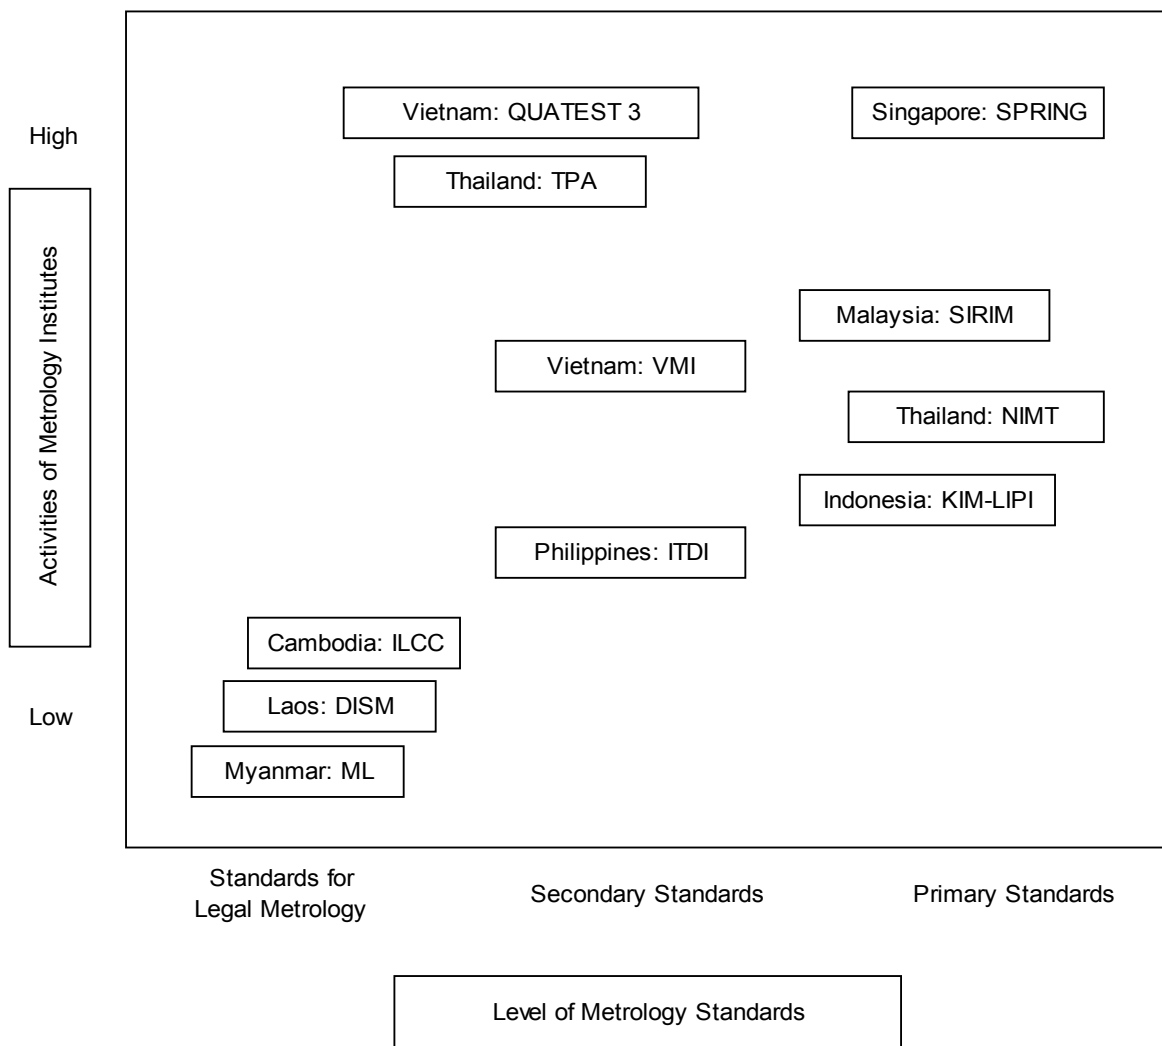 Vietnam: QUATEST 3
Singapore: SPRING
High
Thailand: TPA
Activities of Metrology Institutes
Malaysia: SIRIM
Vietnam: VMI
Thailand: NIMT
Indonesia: KIM-LIPI
Philippines: ITDI
Cambodia: ILCC
Laos: DISM
Low
Myanmar: ML
Standards for
Legal Metrology
Secondary Standards
Primary Standards
Level of Metrology Standards